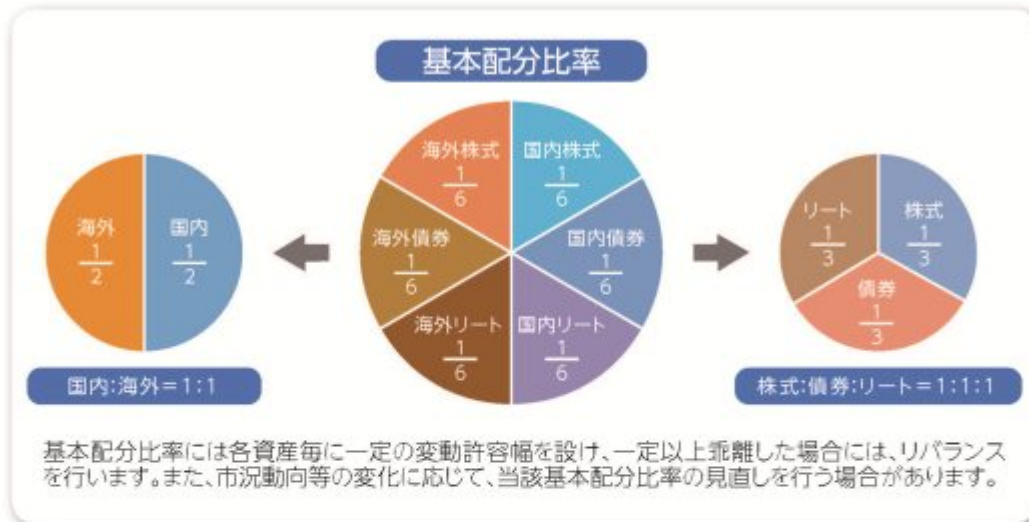 基本配分比率
海外株式
1
6
国内株式
1
6
海外債券
1
6
国内債券
1
6
海外リート
1
6
国内リート
1
6
海外
1
2
国内
1
2
国内:海外=1:1
リート
1
3
株式
1
3
債券
1
3
株式:債券:リート=1:1:1
基本配分比率には各資産毎に一定の変動許容幅を設け、一定以上乖離した場合には、リバランス
を行います。また、市況動向等の変化に応じて、当該基本配分比率の見直しを行う場合があります。